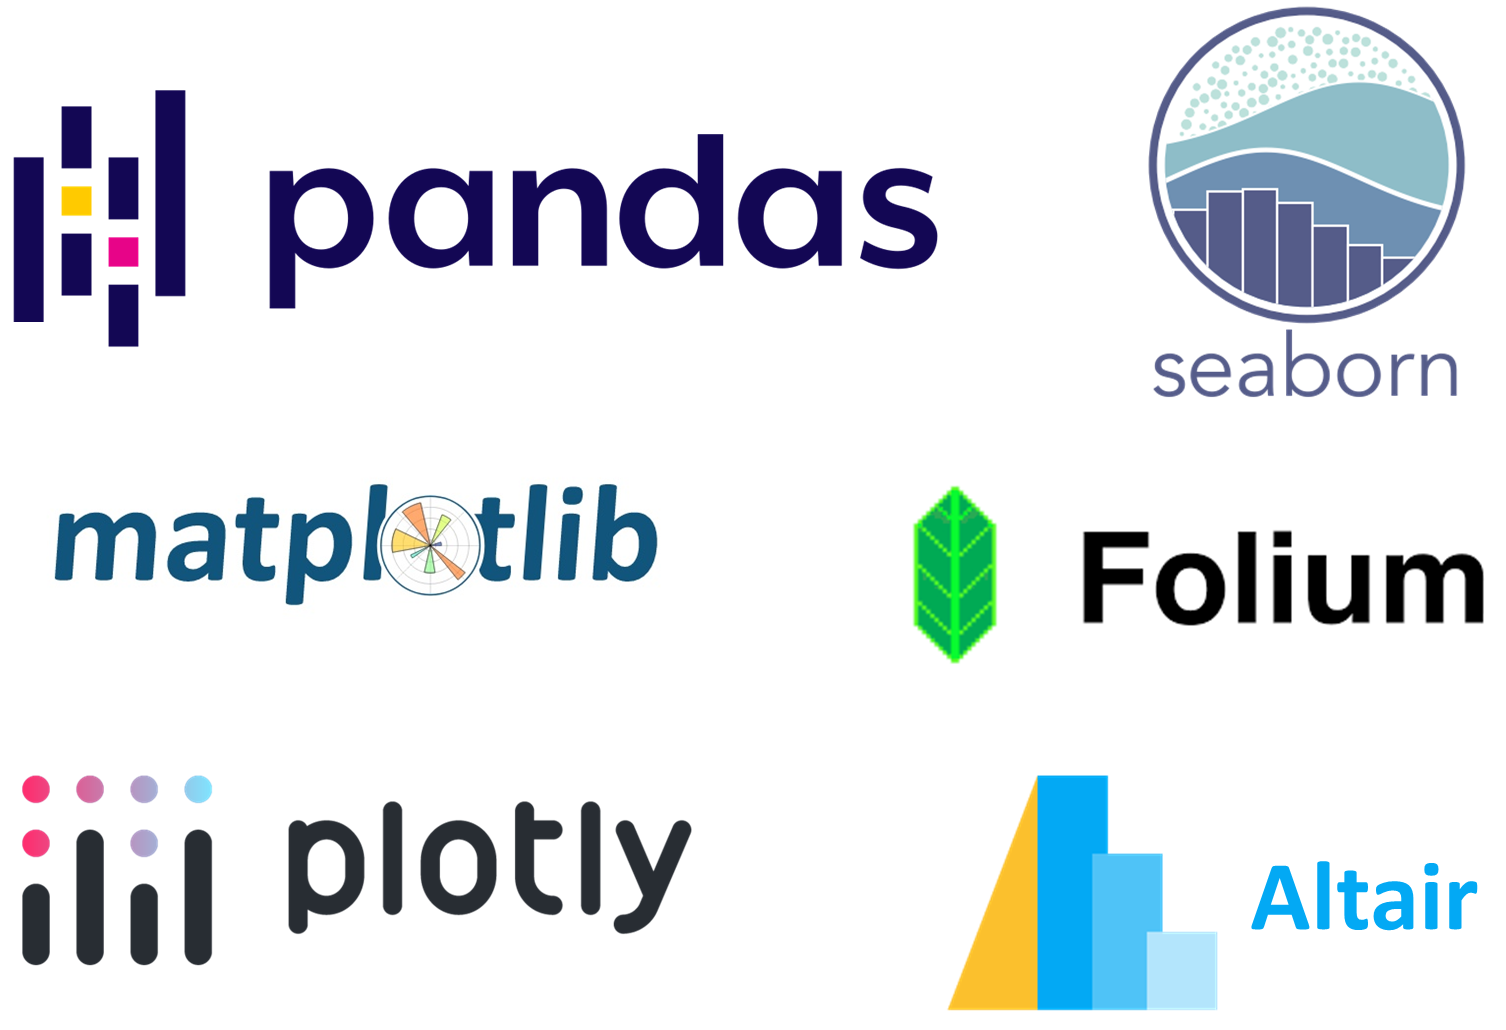 pandas
seaborn
matplotlib
Folium
plotly
Altair